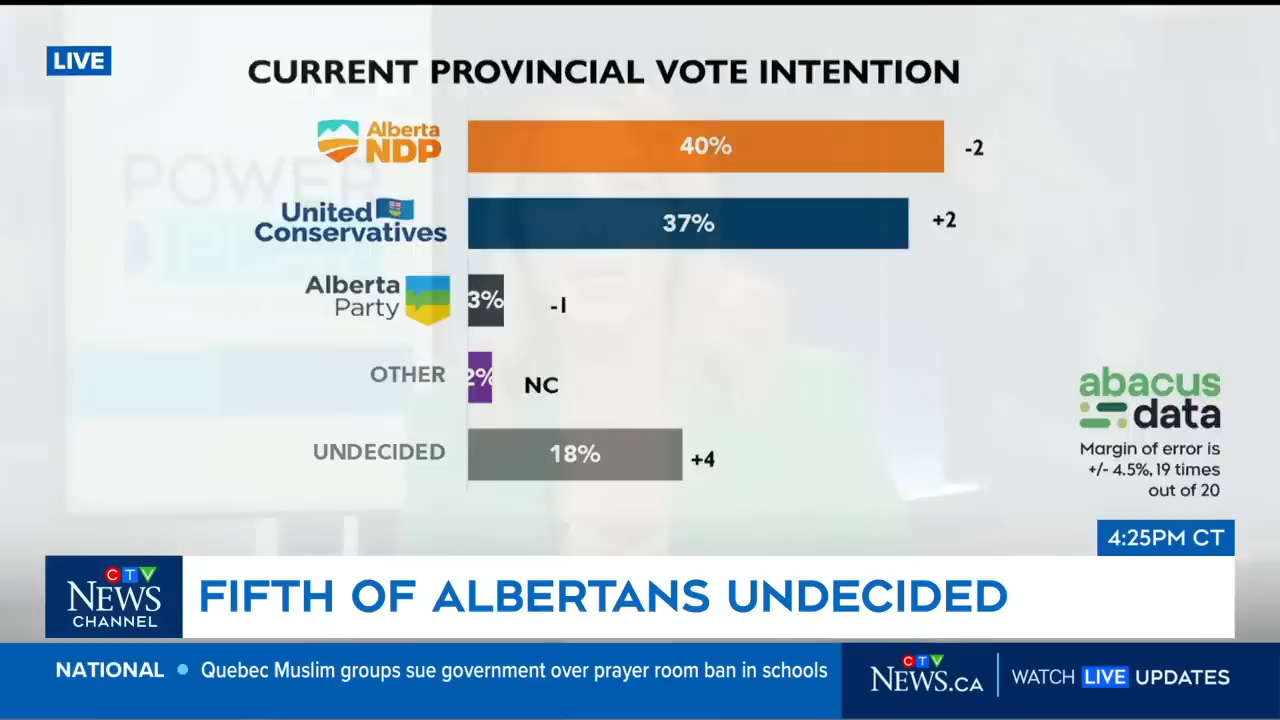 LIVE
CURRENT PROVINCIAL VOTE INTENTION
Alberta
NDP
40%
-2
United
Conservatives
37%
+2
Alberta
Party
3%
-1
OTHER
2%
NC
UNDECIDED
18%
+4
POWER
abacus
data
Margin of error is
+/- 4.5%, 19 times
out of 20
4:25PM CT
CTV
NEWS
CHANNEL
FIFTH OF ALBERTANS UNDECIDED
NATIONAL • Quebec Muslim groups sue government over prayer room ban in schools
CTV
NEWS.CA
WATCH LIVE UPDATES